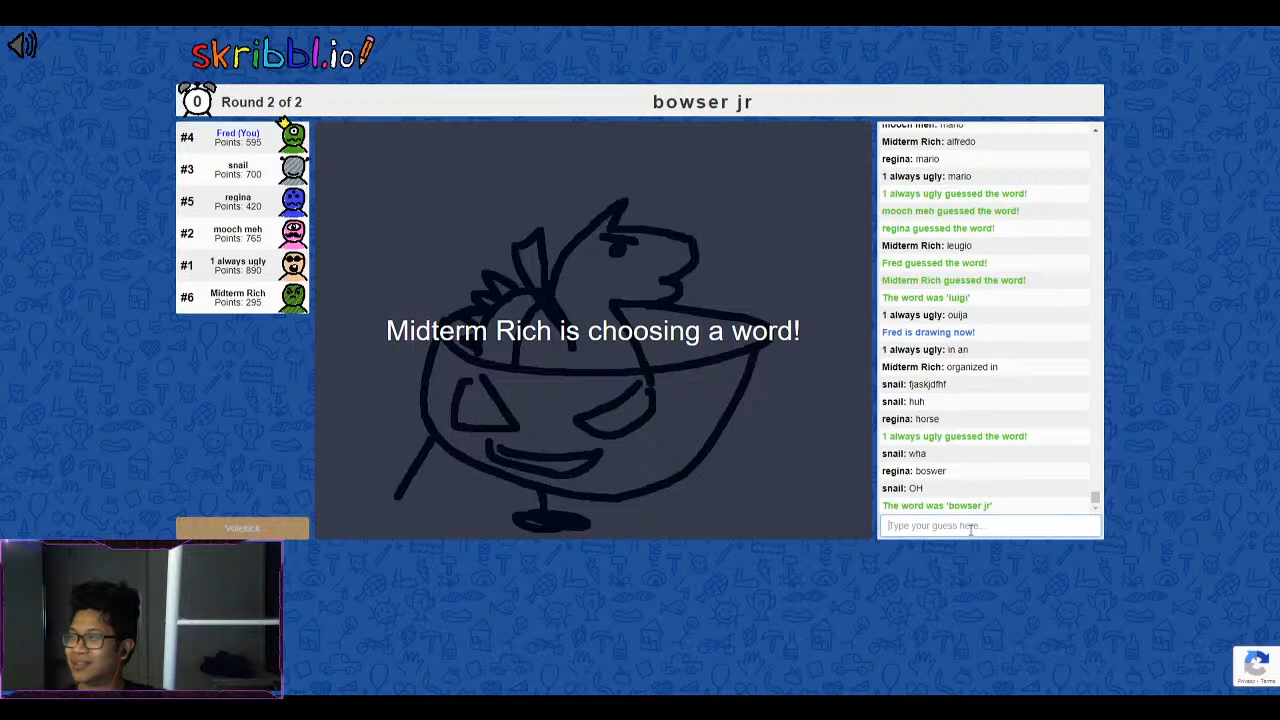 skribbl.io!
0
Round 2 of 2
bowser jr
#4
Fred (You)
Points: 595
#3
snail
Points: 700
#5
regina
Points: 420
#2
mooch meh
Points: 765
#1
1 always ugly
Points: 890
#6
Midterm Rich
Points: 295
Votekick
Midterm Rich is choosing a word!
mooch meh: mario
Midterm Rich: alfredo
regina: mario
1 always ugly: mario
1 always ugly guessed the word!
mooch meh guessed the word!
regina guessed the word!
Midterm Rich: leugio
Fred guessed the word!
Midterm Rich guessed the word!
The word was 'luigi'
1 always ugly: ouija
Fred is drawing now!
1 always ugly: in an
Midterm Rich: organized in
snail: fjaskjdfhf
snail: huh
regina: horse
1 always ugly guessed the word!
snail: wha
regina: boswer
snail: OH
The word was 'bowser jr'
Type your guess here...
Privacy - Terms